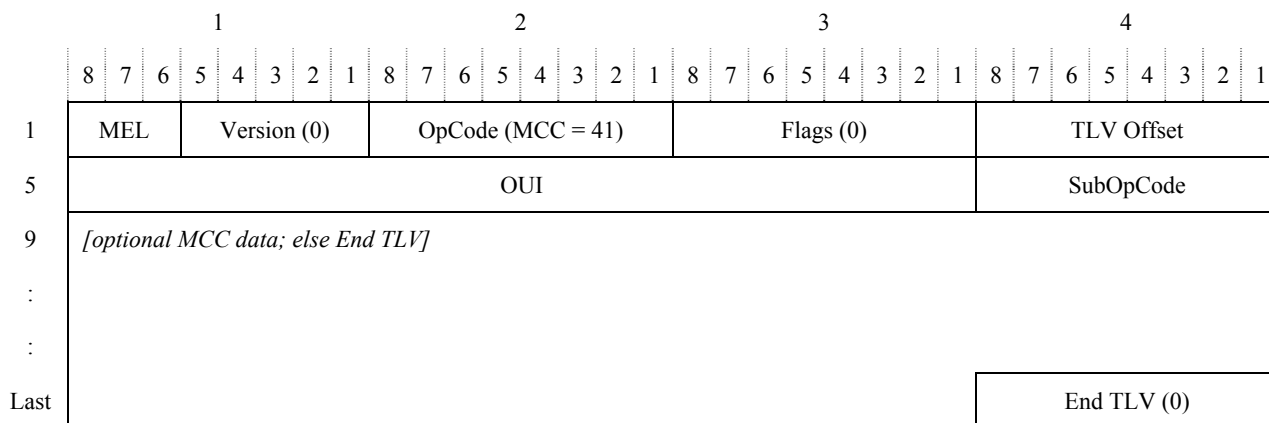 1 2 3 4
8 7 6 5 4 3 2 1 8 7 6 5 4 3 2 1 8 7 6 5 4 3 2 1 8 7 6 5 4 3 2 1
1 MEL Version (0) OpCode (MCC = 41) Flags (0) TLV Offset
5 OUI SubOpCode
9 [optional MCC data; else End TLV]
:
:
Last End TLV (0)